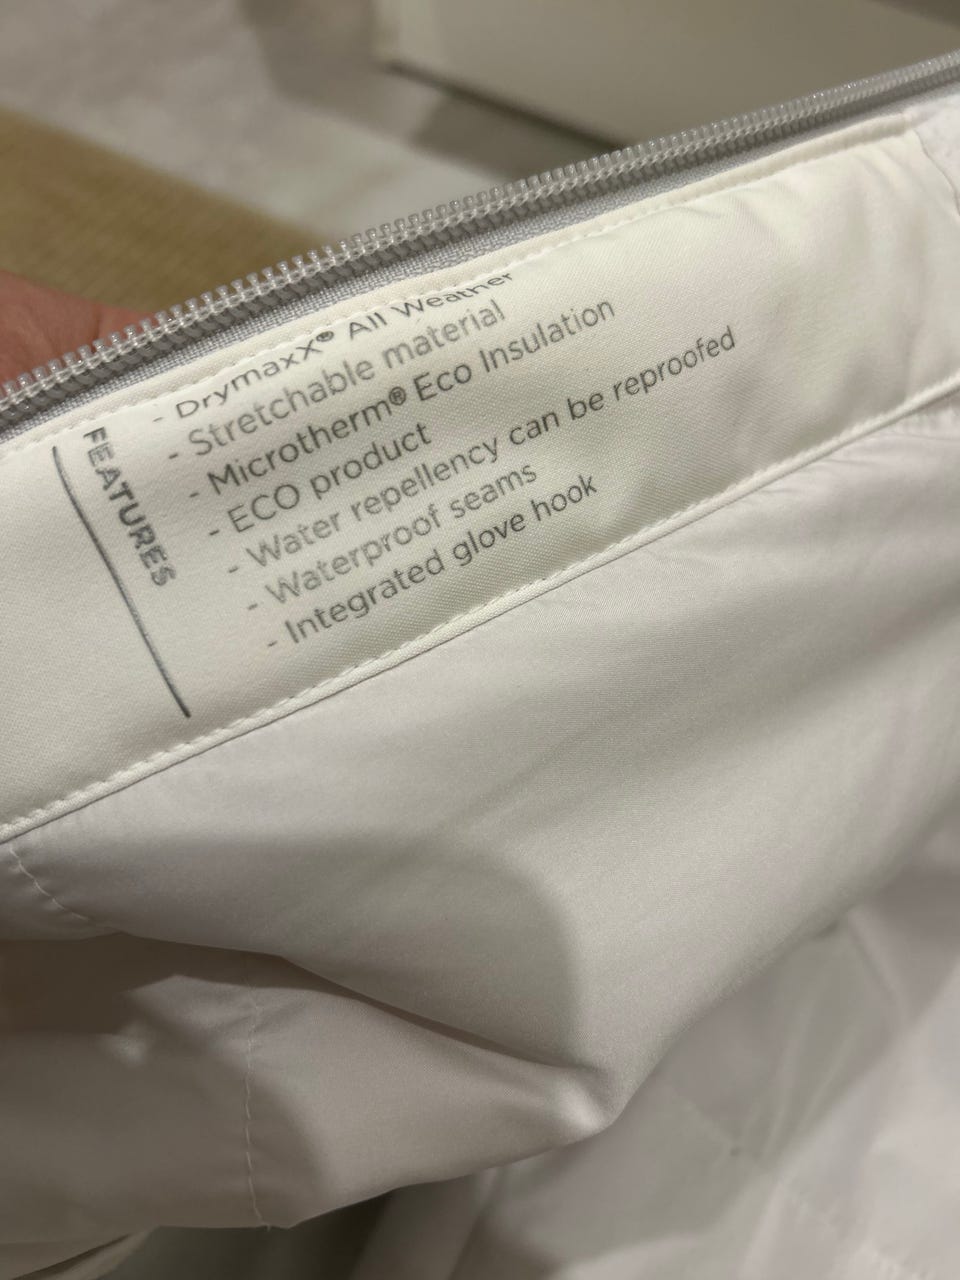 FEATURES
- Drymaxx® All Weather
- Stretchable material
- Microtherm® Eco Insulation
- ECO product
- Water repellency can be reproofed
- Waterproof seams
- Integrated glove hook